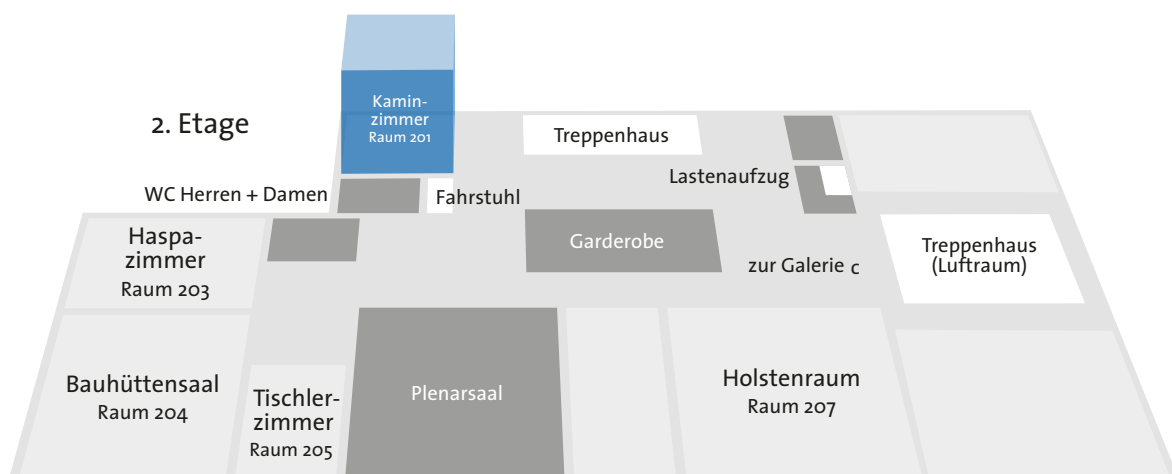 Kamin-
zimmer
Raum 201
2. Etage
Treppenhaus
Lastenaufzug
WC Herren + Damen
Fahrstuhl
Haspa-
zimmer
Raum 203
Garderobe
zur Galerie c
Treppenhaus
(Luftraum)
Bauhüttensaal
Raum 204
Tischler-
zimmer
Raum 205
Plenarsaal
Holstenraum
Raum 207